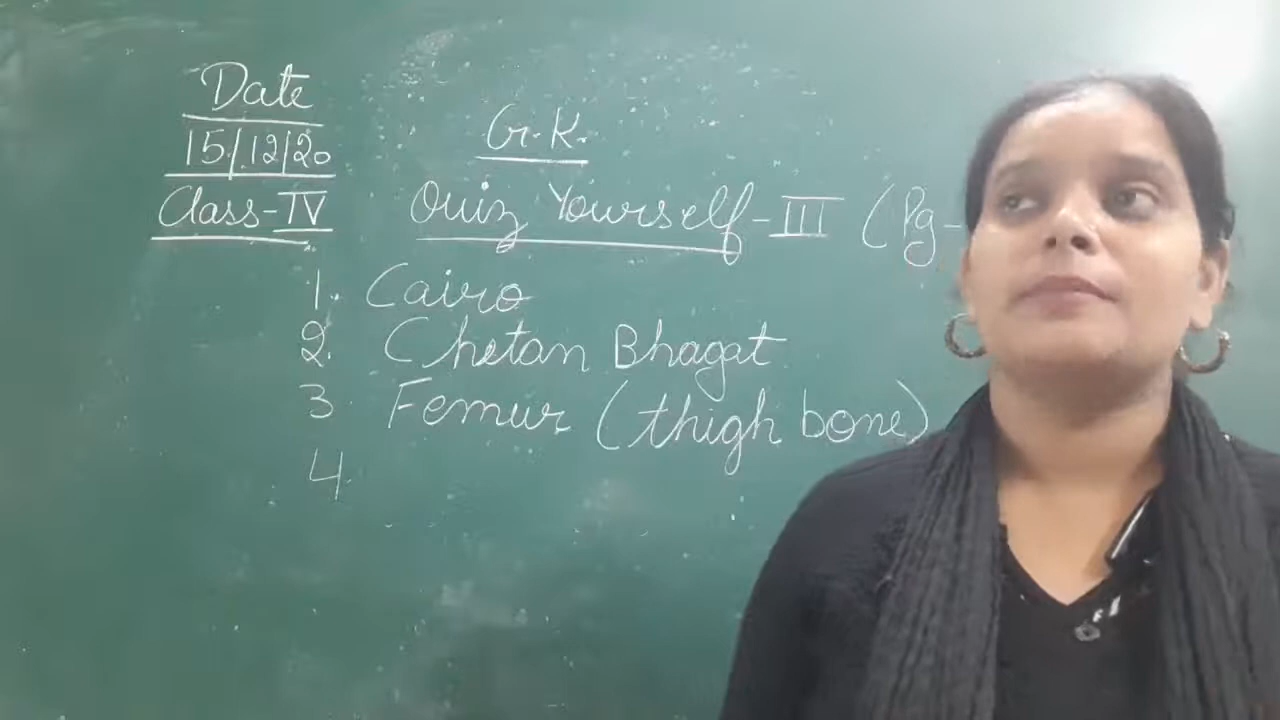 Date
15/12/20
Class-IV
G.K.
Quiz Yourself-III (Pg-
1. Cairo
2. Chetan Bhagat
3. Femur (thigh bone)
4.